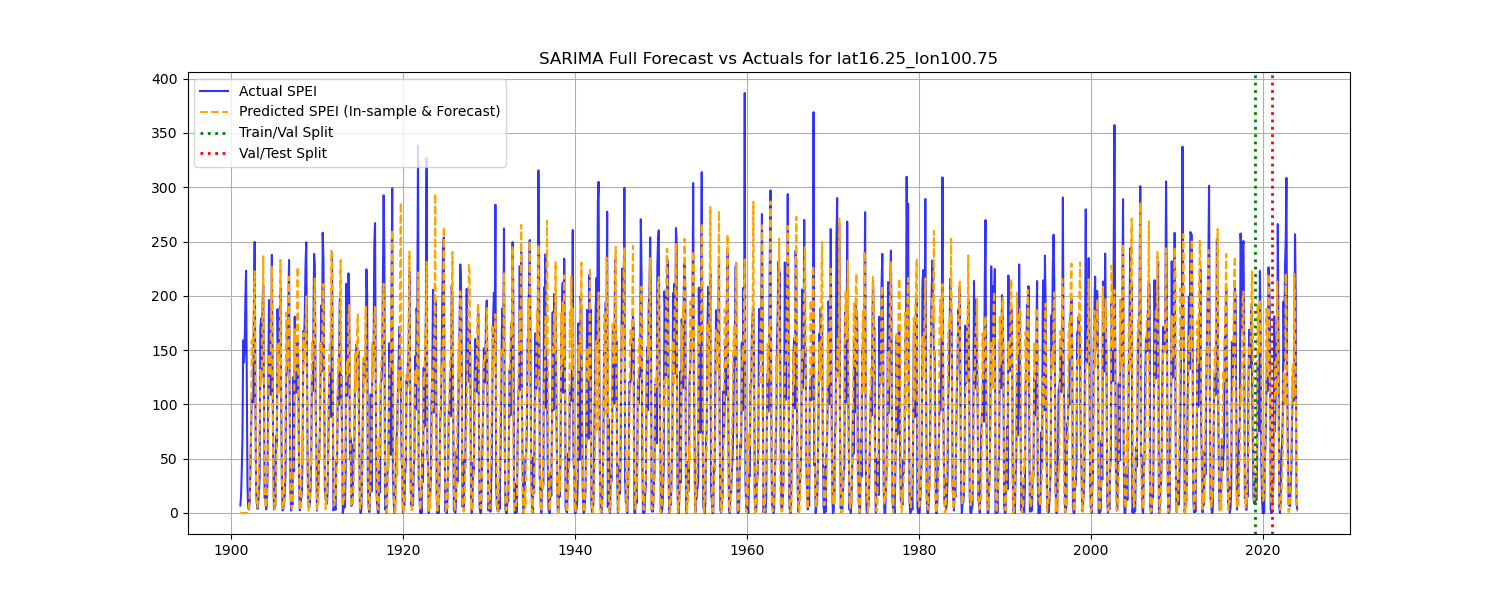 SARIMA Full Forecast vs Actuals for lat16.25_lon100.75
Actual SPEI
Predicted SPEI (In-sample & Forecast)
Train/Val Split
Val/Test Split
400
350
300
250
200
150
100
50
0
1900 1920 1940 1960 1980 2000 2020